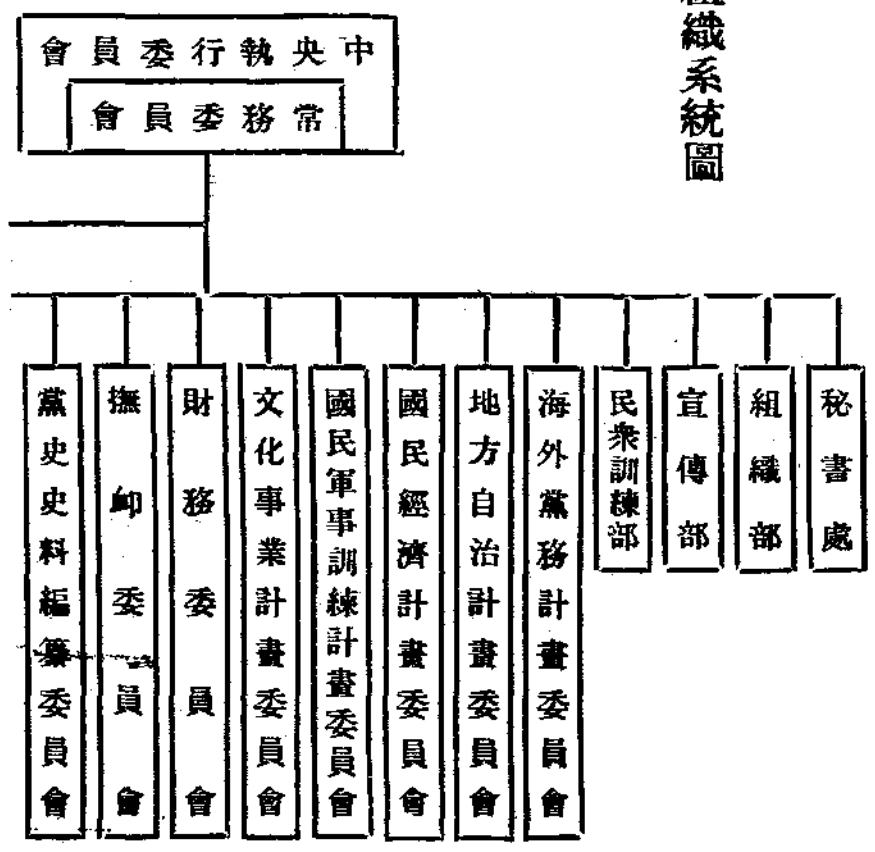 組織系統圖
中央執行委員會
常務委員會
秘書處
組織部
宣傳部
民衆訓練部
海外黨務計畫委員會
地方自治計畫委員會
國民經濟計畫委員會
國民軍事訓練計畫委員會
文化事業計畫委員會
財務委員會
撫卹委員會
黨史史料編纂委員會